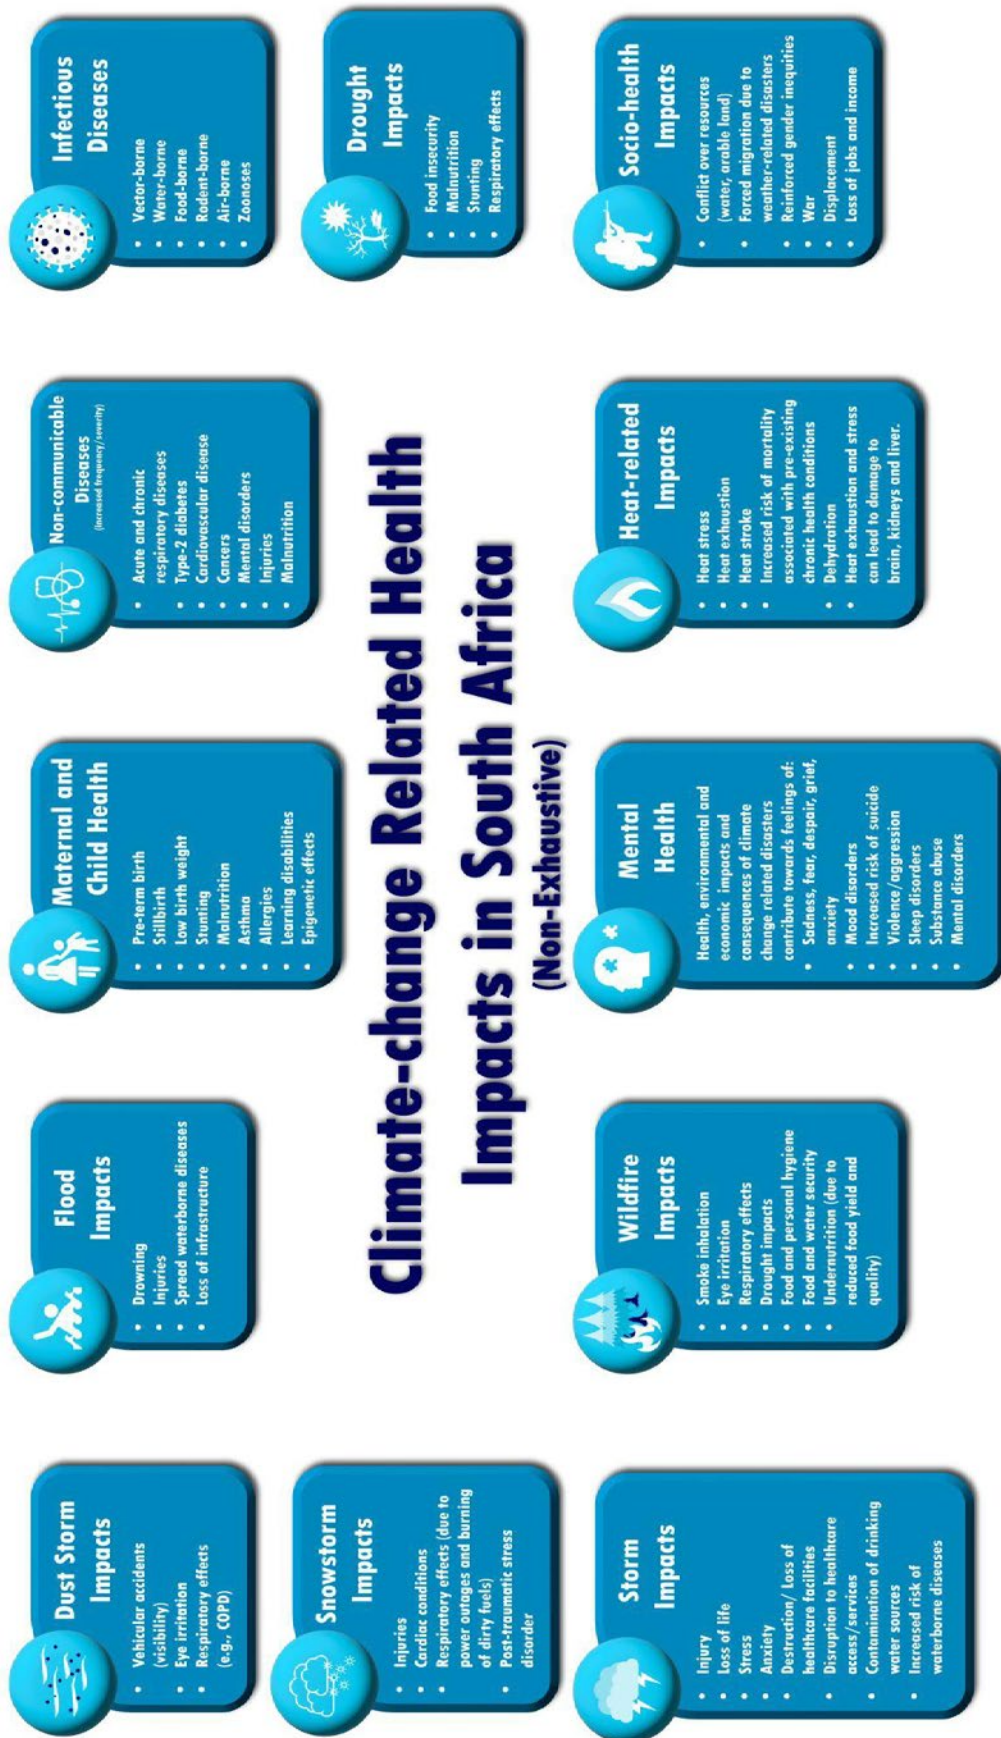 Dust Storm
Impacts
• Vehicular accidents
(visibility)
• Eye irritation
• Respiratory effects
(e.g., COPD)
Flood
Impacts
• Drowning
• Injuries
• Spread waterborne diseases
• Loss of infrastructure
Maternal and
Child Health
• Pre-term birth
• Stillbirth
• Low birth weight
• Stunting
• Malnutrition
• Asthma
• Allergies
• Learning disabilities
• Epigenetic effects
Non-communicable
Diseases
(Increased frequency/severity)
• Acute and chronic
respiratory diseases
• Type-2 diabetes
• Cardiovascular disease
• Cancers
• Mental disorders
• Injuries
• Malnutrition
Infectious
Diseases
• Vector-borne
• Water-borne
• Food-borne
• Rodent-borne
• Air-borne
• Zoonoses
Snowstorm
Impacts
• Injuries
• Cardiac conditions
• Respiratory effects (due to
power outages and burning
of dirty fuels)
• Post-traumatic stress
disorder
Climate-change Related Health
Impacts in South Africa
(Non-Exhaustive)
Drought
Impacts
• Food insecurity
• Malnutrition
• Stunting
• Respiratory effects
Storm
Impacts
• Injury
• Loss of life
• Stress
• Anxiety
• Destruction/ Loss of
healthcare facilities
• Disruption to healthcare
access/services
• Contamination of drinking
water sources
• Increased risk of
waterborne diseases
Wildfire
Impacts
• Smoke inhalation
• Eye irritation
• Respiratory effects
• Drought impacts
• Food and personal hygiene
• Food and water security
• Undernutrition (due to
reduced food yield and
quality)
Mental
Health
Health, environmental and
economic impacts and
consequences of climate
change related disasters
contribute towards feelings of:
• Sadness, fear, despair, grief,
anxiety
• Mood disorders
• Increased risk of suicide
• Violence/aggression
• Sleep disorders
• Substance abuse
• Mental disorders
Heat-related
Impacts
• Heat stress
• Heat exhaustion
• Heat stroke
• Increased risk of mortality
associated with pre-existing
chronic health conditions
• Dehydration
• Heat exhaustion and stress
can lead to damage to
brain, kidneys and liver.
Socio-health
Impacts
• Conflict over resources
(water, arable land)
• Forced migration due to
weather-related disasters
• Reinforced gender inequities
• War
• Displacement
• Loss of jobs and income